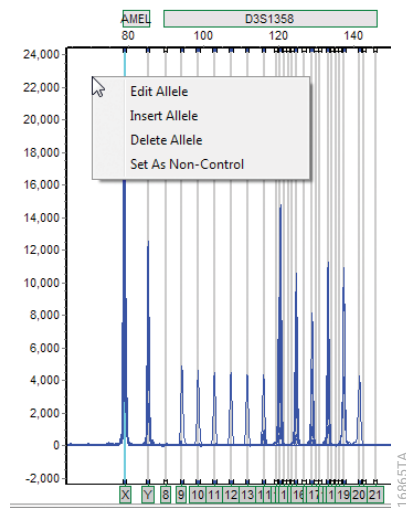 AMEL D3S1358
80 100 120 140
24,000
22,000
20,000
18,000
16,000
14,000
12,000
10,000
8,000
6,000
4,000
2,000
0
-2,000
Edit Allele
Insert Allele
Delete Allele
Set As Non-Control
X Y 8 9 10 11 12 13 16 17 19 20 21
16865TA